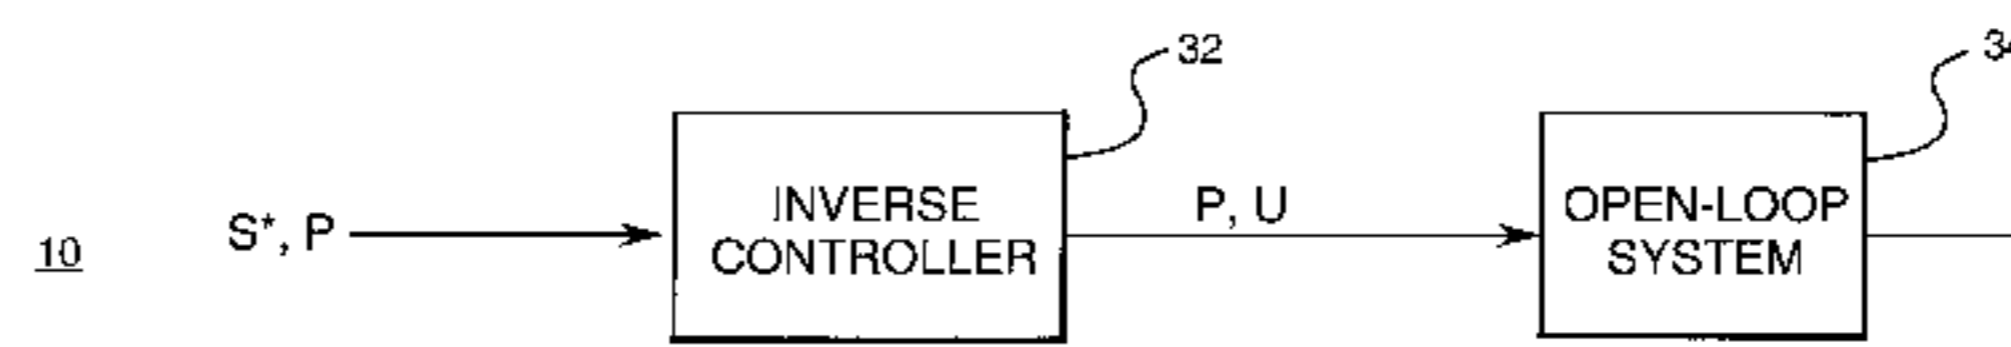 32
INVERSE
CONTROLLER
P, U
OPEN-LOOP
SYSTEM
S*, P
10